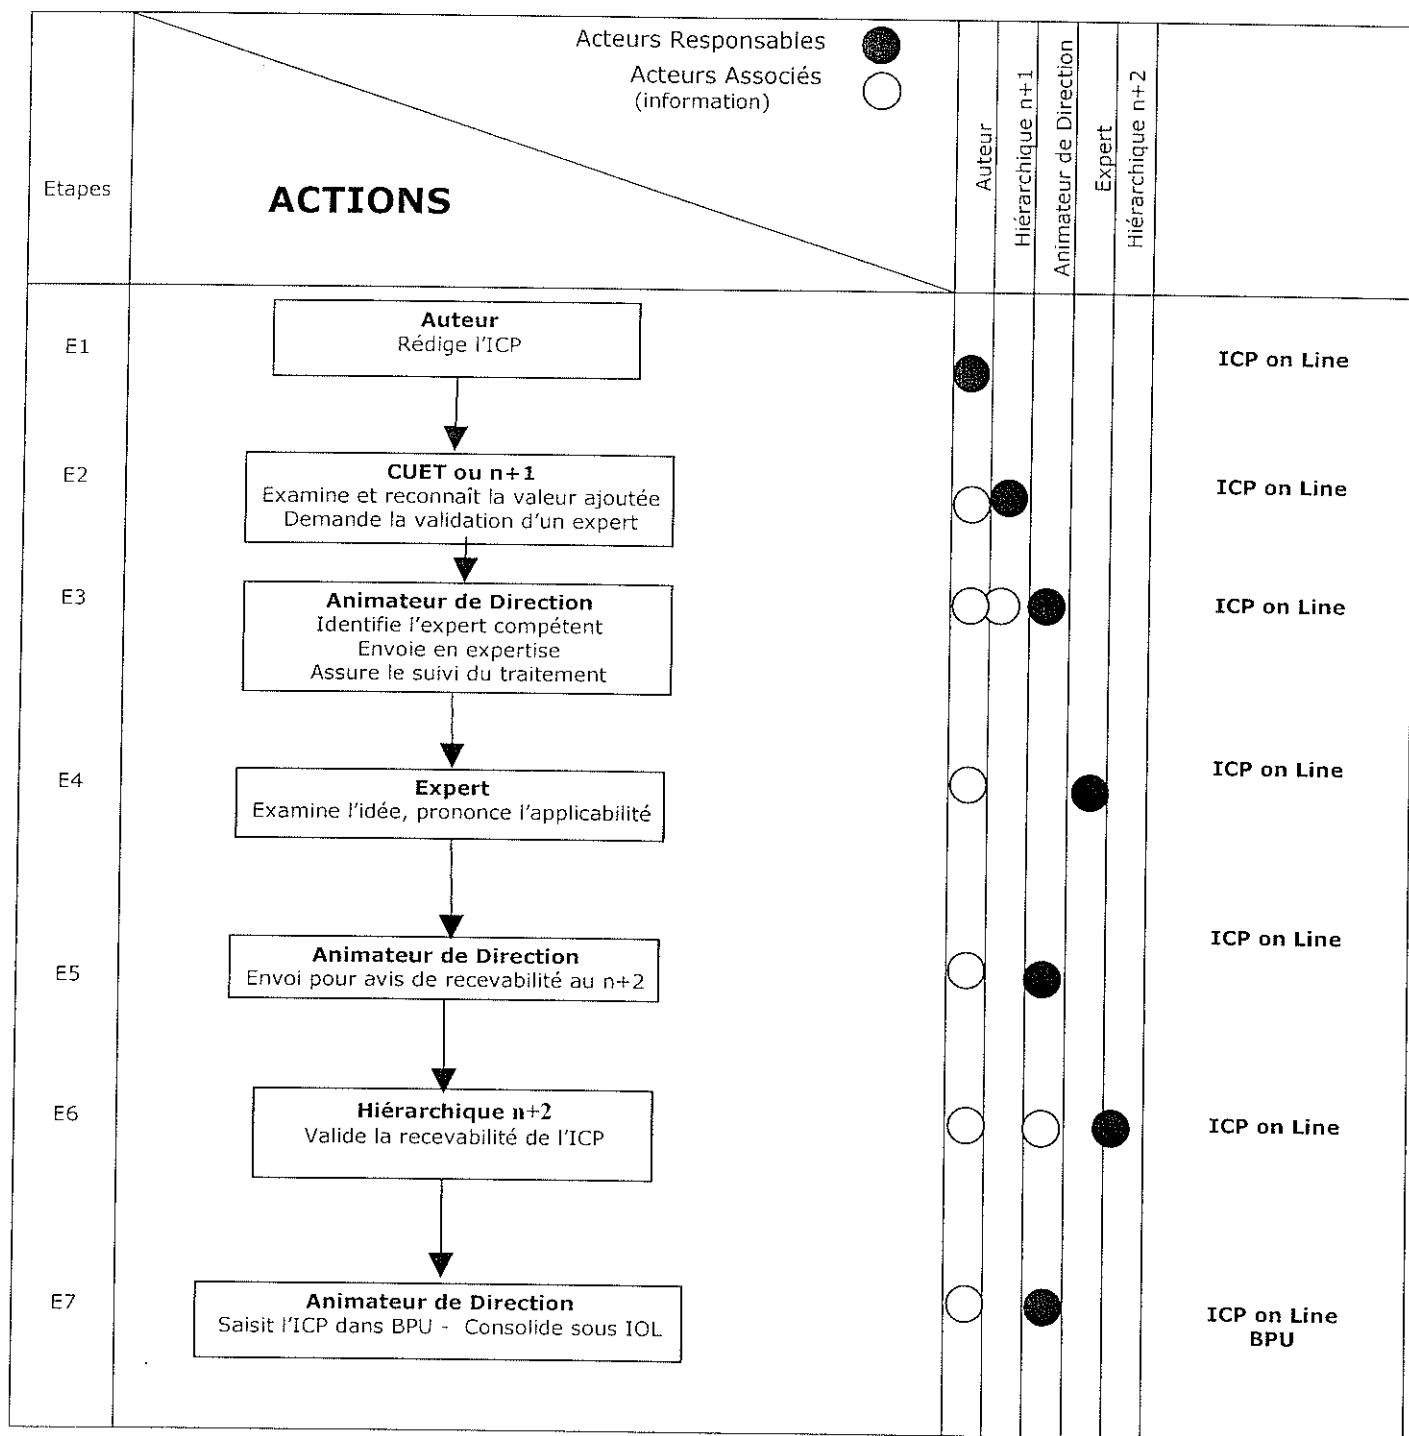 Acteurs Responsables
Acteurs Associés
(information)
Etapes
ACTIONS
Auteur
Hiérarchique n+1
Animateur de Direction
Expert
Hiérarchique n+2
E1
Auteur
Rédige l'ICP
ICP on Line
E2
CUET ou n+1
Examine et reconnaît la valeur ajoutée
Demande la validation d'un expert
ICP on Line
E3
Animateur de Direction
Identifie l'expert compétent
Envoie en expertise
Assure le suivi du traitement
ICP on Line
E4
Expert
Examine l'idée, prononce l'applicabilité
ICP on Line
E5
Animateur de Direction
Envoi pour avis de recevabilité au n+2
ICP on Line
E6
Hiérarchique n+2
Valide la recevabilité de l'ICP
ICP on Line
E7
Animateur de Direction
Saisit l'ICP dans BPU - Consolide sous IOL
ICP on Line
BPU